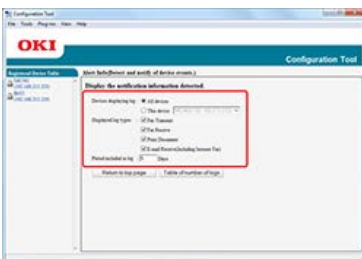 Configuration Tool
File Tools Plug-ins View Help
OKI
Configuration Tool
Registered Device Table
Alert Info(Detect and notify of device events.)
Display the notification information detected.
Devices displaying log: All devices
This device
Displayed log types: Fax Transmit
Fax Receive
Print Document
E-mail Receive(Including Internet Fax)
Period included in log 5 Days
Return to top page Table of number of logs